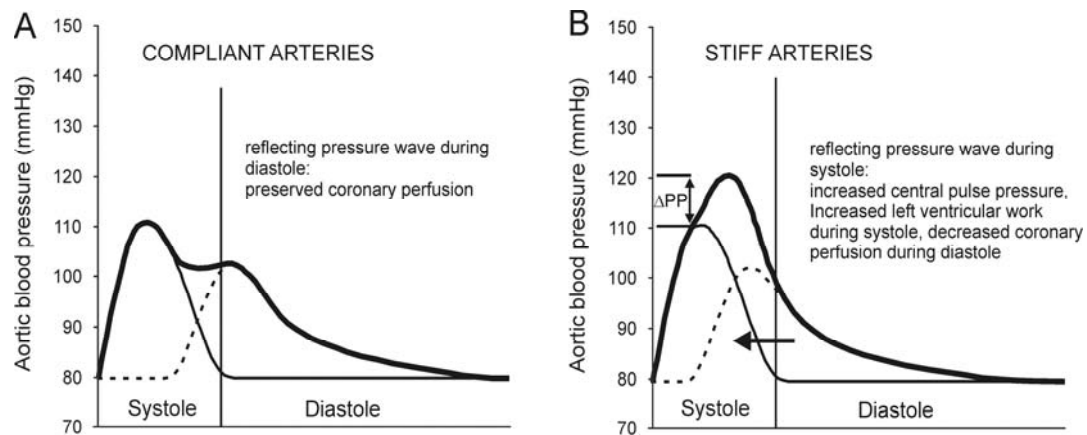 A
COMPLIANT ARTERIES
Aortic blood pressure (mmHg)
150
140
130
120
110
100
90
80
70
reflecting pressure wave during
diastole:
preserved coronary perfusion
Systole
Diastole
B
STIFF ARTERIES
Aortic blood pressure (mmHg)
150
140
130
120
110
100
90
80
70
ΔPP
reflecting pressure wave during
systole:
increased central pulse pressure,
Increased left ventricular work
during systole, decreased coronary
perfusion during diastole
Systole
Diastole